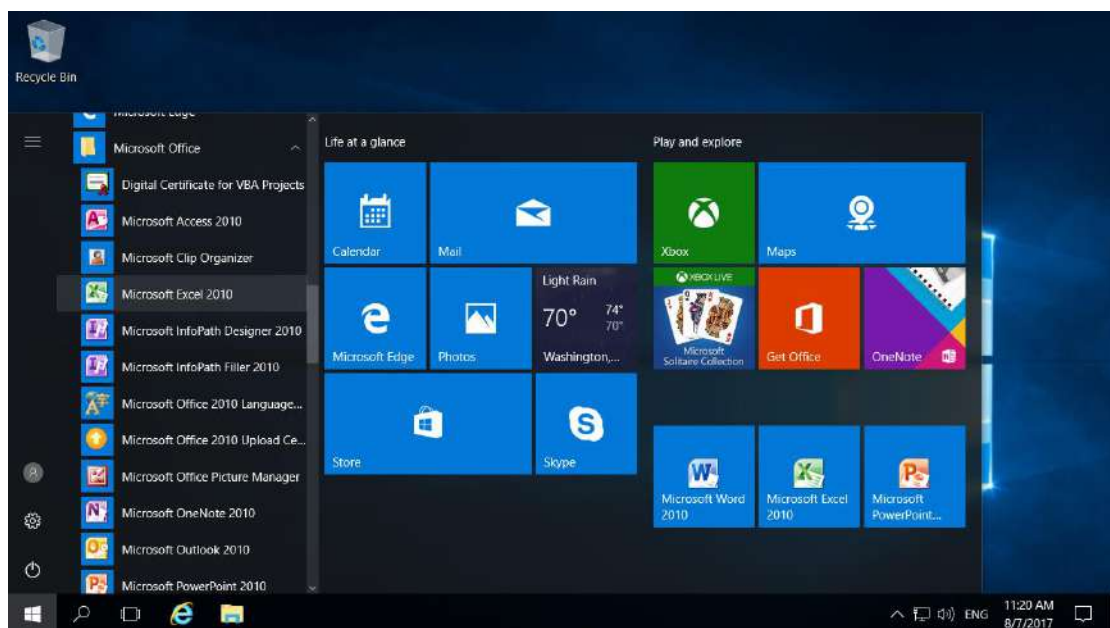 Recycle Bin
Microsoft Edge
Microsoft Office
Digital Certificate for VBA Projects
Microsoft Access 2010
Microsoft Clip Organizer
Microsoft Excel 2010
Microsoft InfoPath Designer 2010
Microsoft InfoPath Filler 2010
Microsoft Office 2010 Language...
Microsoft Office 2010 Upload Ce...
Microsoft Office Picture Manager
Microsoft OneNote 2010
Microsoft Outlook 2010
Microsoft PowerPoint 2010
Life at a glance
Calendar
Mail
Microsoft Edge
Photos
Light Rain
70° 74°
70°
Washington,...
Store
Skype
Play and explore
Xbox
Maps
XBOX LIVE
Microsoft
Solitaire Collection
Get Office
OneNote
Microsoft Word
2010
Microsoft Excel
2010
Microsoft
PowerPoint...
ENG
11:20 AM
8/7/2017